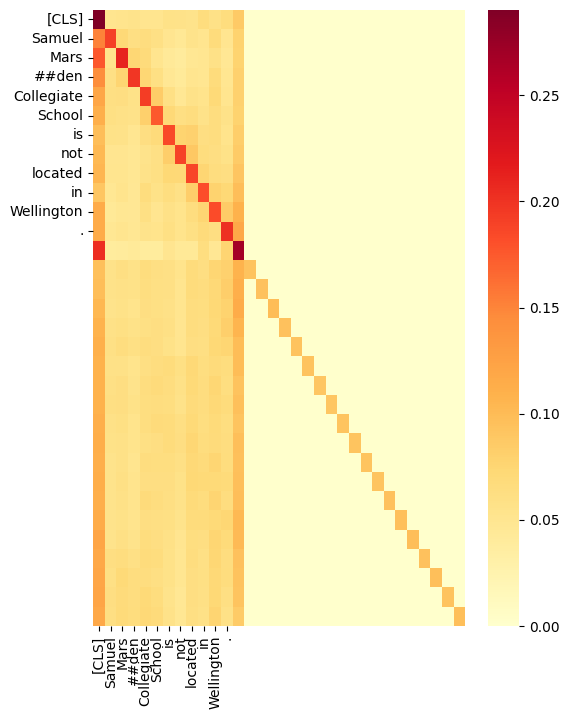 [CLS]
Samuel
Mars
##den
Collegiate
School
is
not
located
in
Wellington
.
0.25
0.20
0.15
0.10
0.05
0.00
[CLS]
Samuel
Mars
##den
Collegiate
School
is
not
located
in
Wellington
.